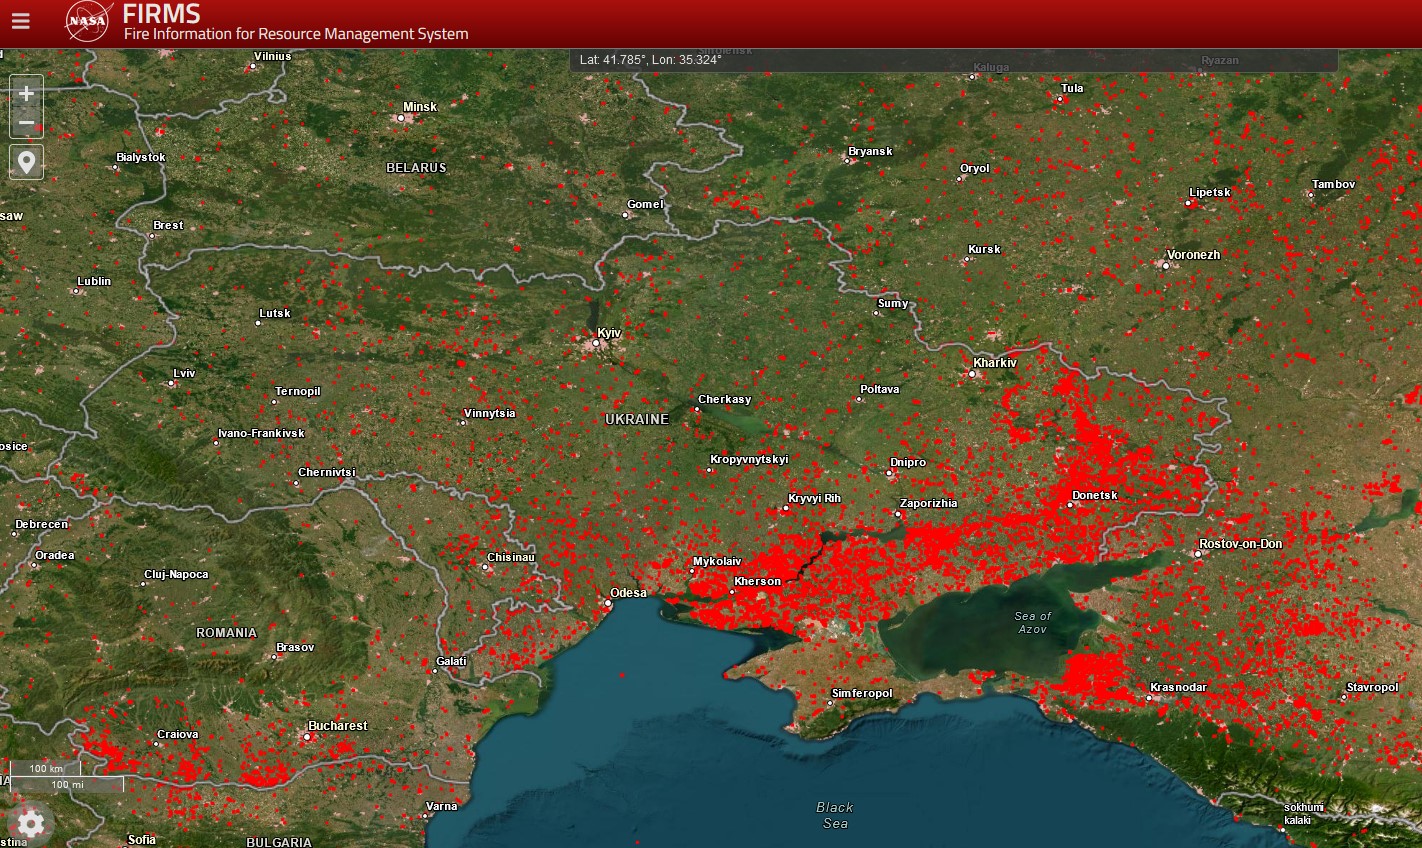 NASA
FIRMS
Fire Information for Resource Management System
Lat: 41.785°, Lon: 35.324°
Smolensk
Vilnius
Kaluga
Ryazan
+
−
Minsk
Tula
Bialystok
BELARUS
Bryansk
Oryol
Lipetsk
Tambov
saw
Brest
Gomel
Kursk
Voronezh
Lublin
Lutsk
Sumy
Kyiv
Kharkiv
Lviv
Ternopil
Poltava
Cherkasy
Vinnytsia
UKRAINE
Ivano-Frankivsk
osice
Chernivtsi
Kropyvnytskyi
Dnipro
Kryvyi Rih
Zaporizhia
Donetsk
Debrecen
Oradea
Chisinau
Mykolaiv
Rostov-on-Don
Cluj-Napoca
Kherson
Odesa
Sea of
Azov
ROMANIA
Brasov
Galati
Simferopol
Krasnodar
Stavropol
Craiova
Bucharest
100 km
IA
100 mi
Varna
Black
Sea
sokhumi
kalaki
stina
Sofia
BULGARIA